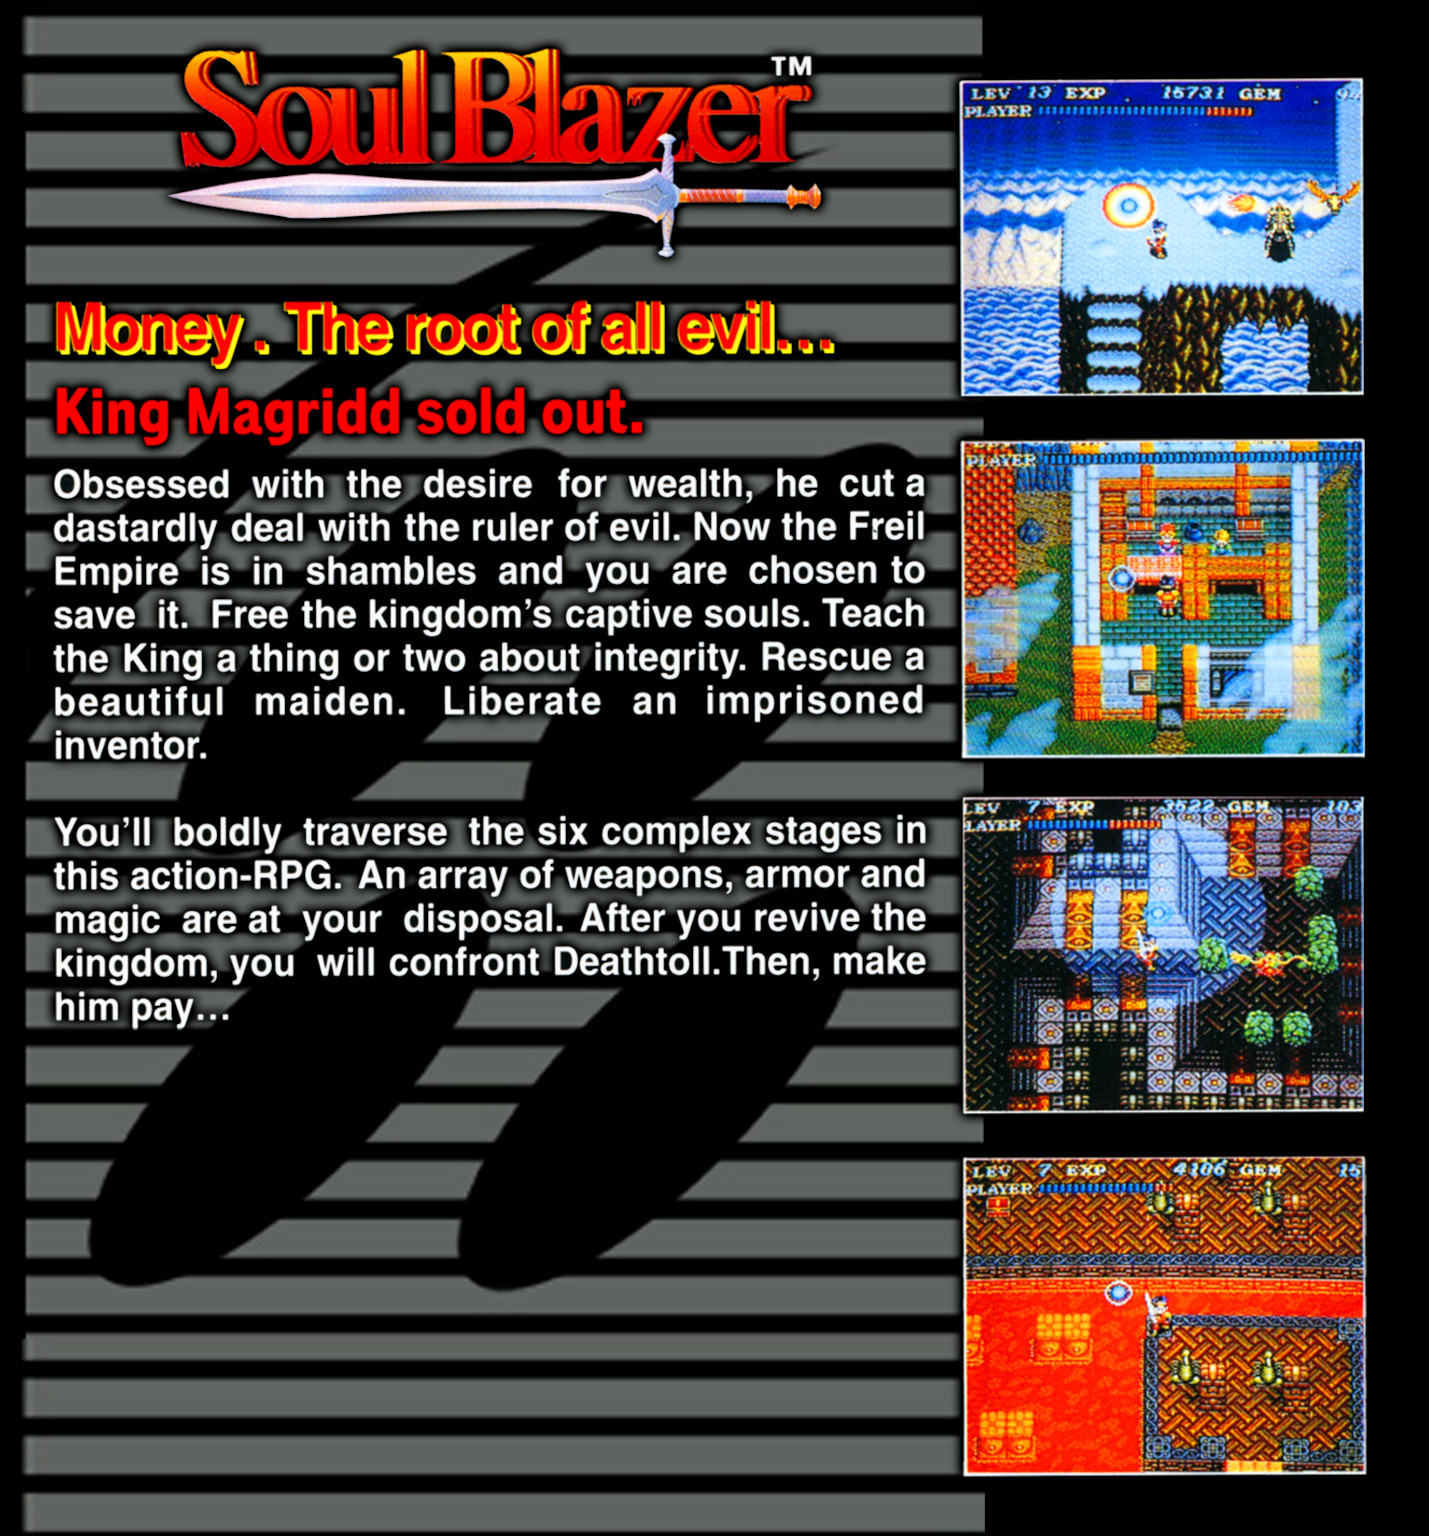 Soul Blazer™
Money . The root of all evil...
King Magridd sold out.
Obsessed with the desire for wealth, he cut a
dastardly deal with the ruler of evil. Now the Freil
Empire is in shambles and you are chosen to
save it. Free the kingdom's captive souls. Teach
the King a thing or two about integrity. Rescue a
beautiful maiden. Liberate an imprisoned
inventor.
You'll boldly traverse the six complex stages in
this action-RPG. An array of weapons, armor and
magic are at your disposal. After you revive the
kingdom, you will confront Deathtoll.Then, make
him pay...
LEV 13 EXP 15731 GEM
PLAYER
PLAYER
LEV 7 EXP 3522 GEM 103
LAYER
LEV 7 EXP 4106 GEM 15
PLAYER